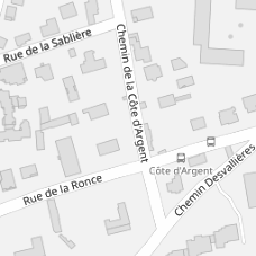 Rue de la Sablière
Chemin de la Côte d'Argent
Côte d'Argent
Chemin Desvallières
Rue de la Ronce